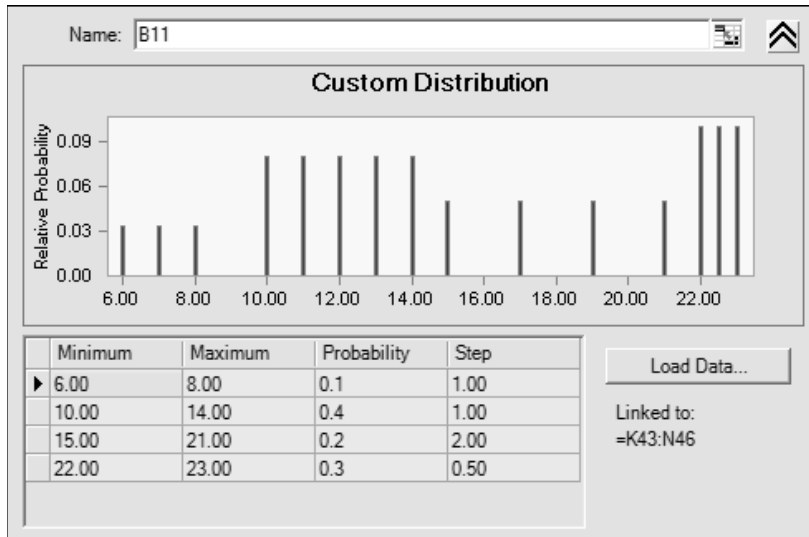 Name: B11
Custom Distribution
Relative Probability
0.09
0.06
0.03
0.00
6.00 8.00 10.00 12.00 14.00 16.00 18.00 20.00 22.00
Minimum Maximum Probability Step
6.00 8.00 0.1 1.00
10.00 14.00 0.4 1.00
15.00 21.00 0.2 2.00
22.00 23.00 0.3 0.50
Load Data...
Linked to:
=K43:N46